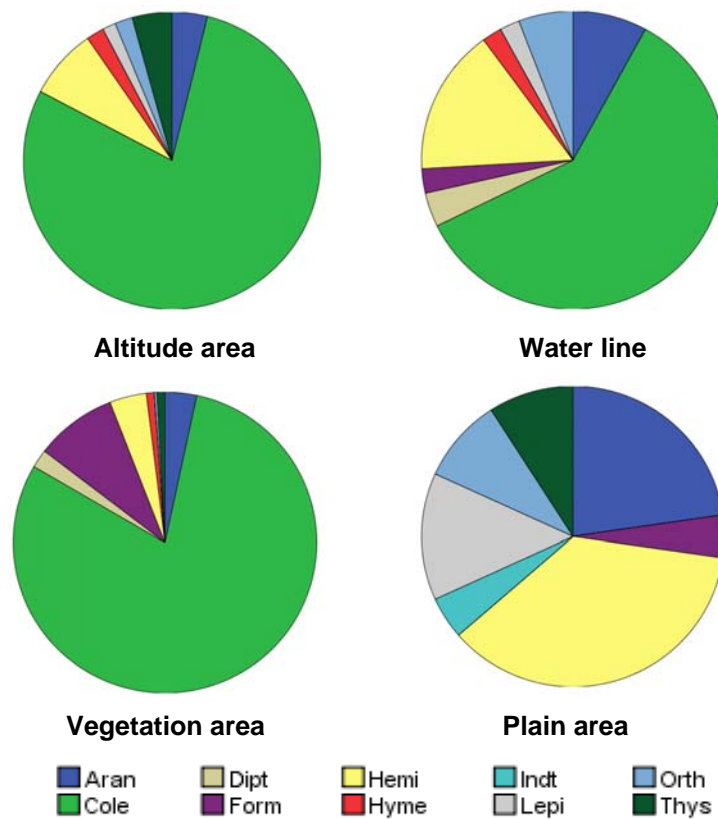 Altitude area
Water line
Vegetation area
Plain area
Aran Dipt Hemi Indt Orth
Cole Form Hyme Lepi Thys